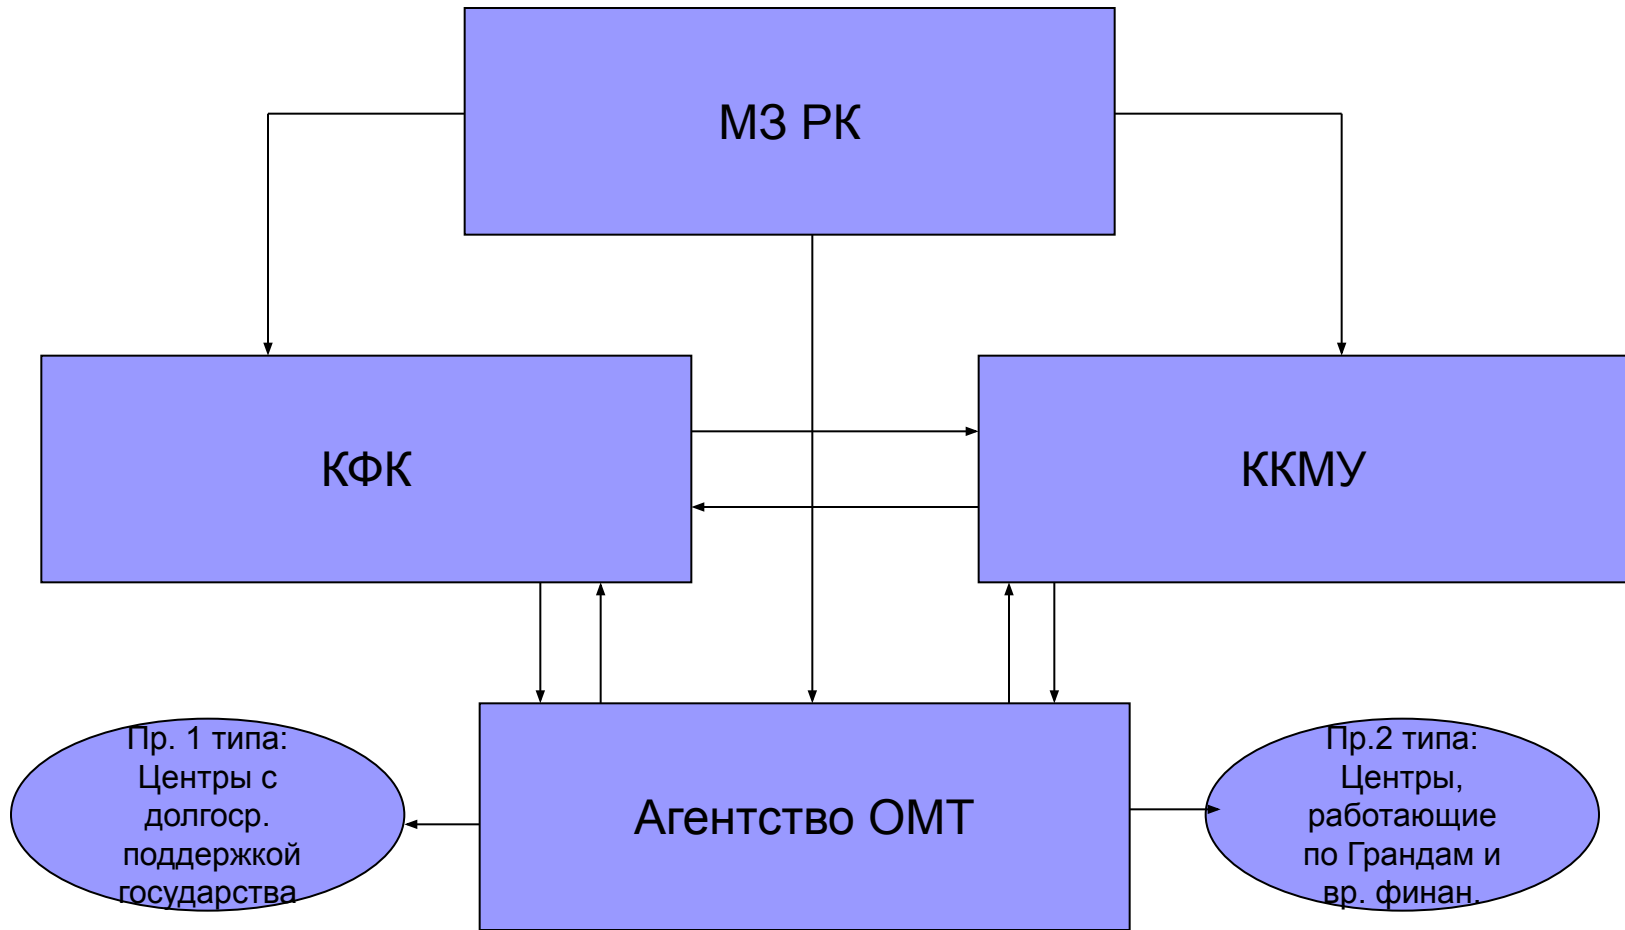 МЗ РК
КФК
ККМУ
Пр. 1 типа:
Центры с
долгоср.
поддержкой
государства
Агентство ОМТ
Пр.2 типа:
Центры,
работающие
по Грандам и
вр. финан.